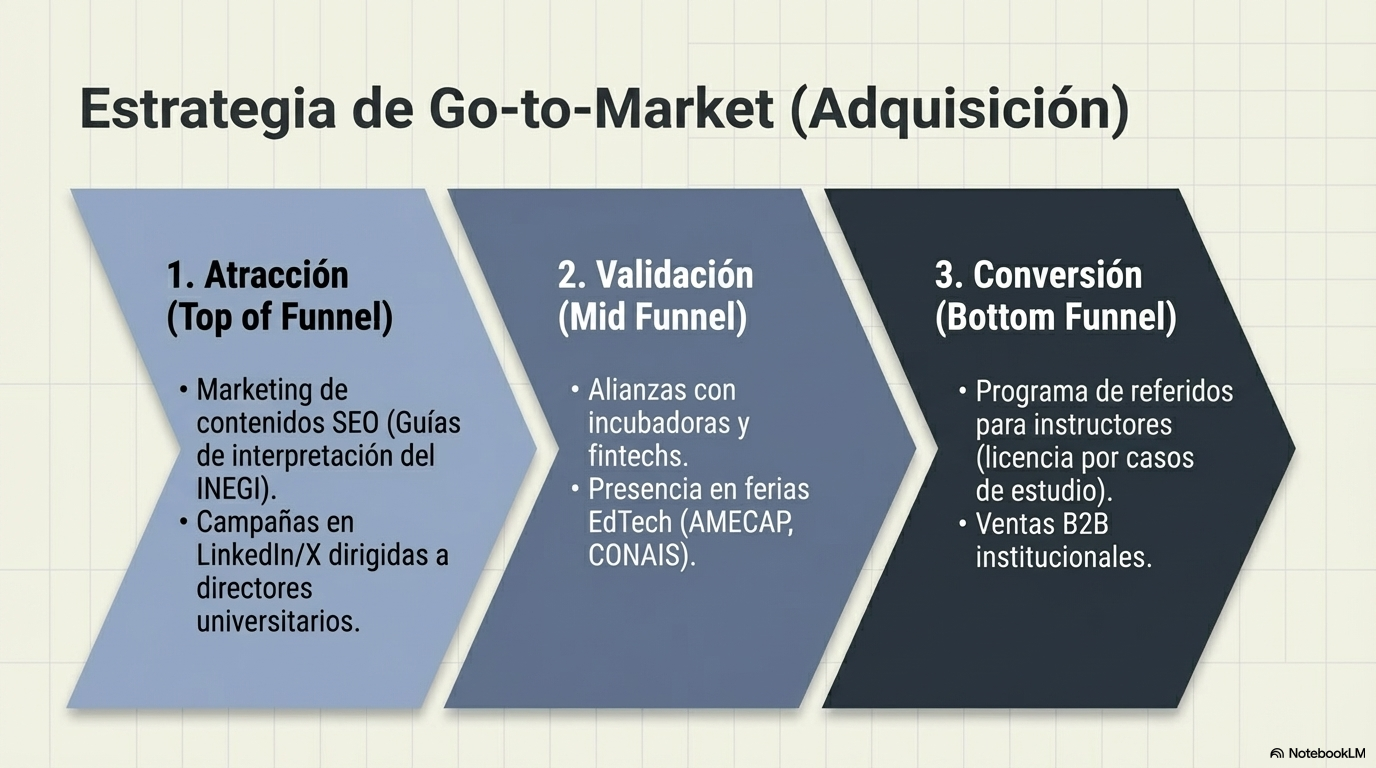 Estrategia de Go-to-Market (Adquisición)
1. Atracción
(Top of Funnel)
• Marketing de
contenidos SEO (Guías
de interpretación del
INEGI).
• Campañas en
LinkedIn/X dirigidas a
directores
universitarios.
2. Validación
(Mid Funnel)
• Alianzas con
incubadoras y
fintechs.
• Presencia en ferias
EdTech (AMECAP,
CONAIS).
3. Conversión
(Bottom Funnel)
• Programa de referidos
para instructores
(licencia por casos
de estudio).
• Ventas B2B
institucionales.
NotebookLM